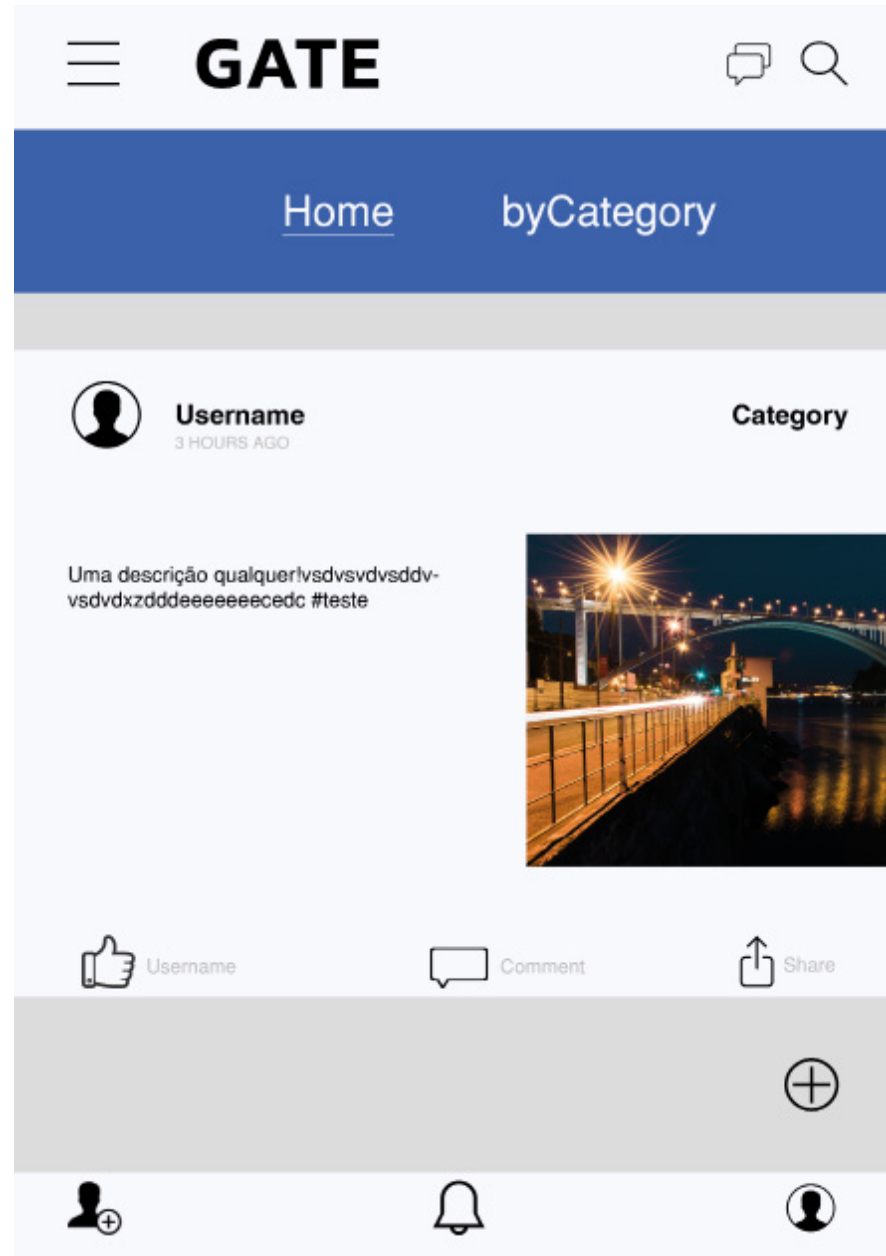 GATE
Home byCategory
Username Category
3 HOURS AGO
Uma descrição qualquer!vsdvsvdvsddv-
vsdvdxzdddeeeeeeecedc #teste
Username Comment Share